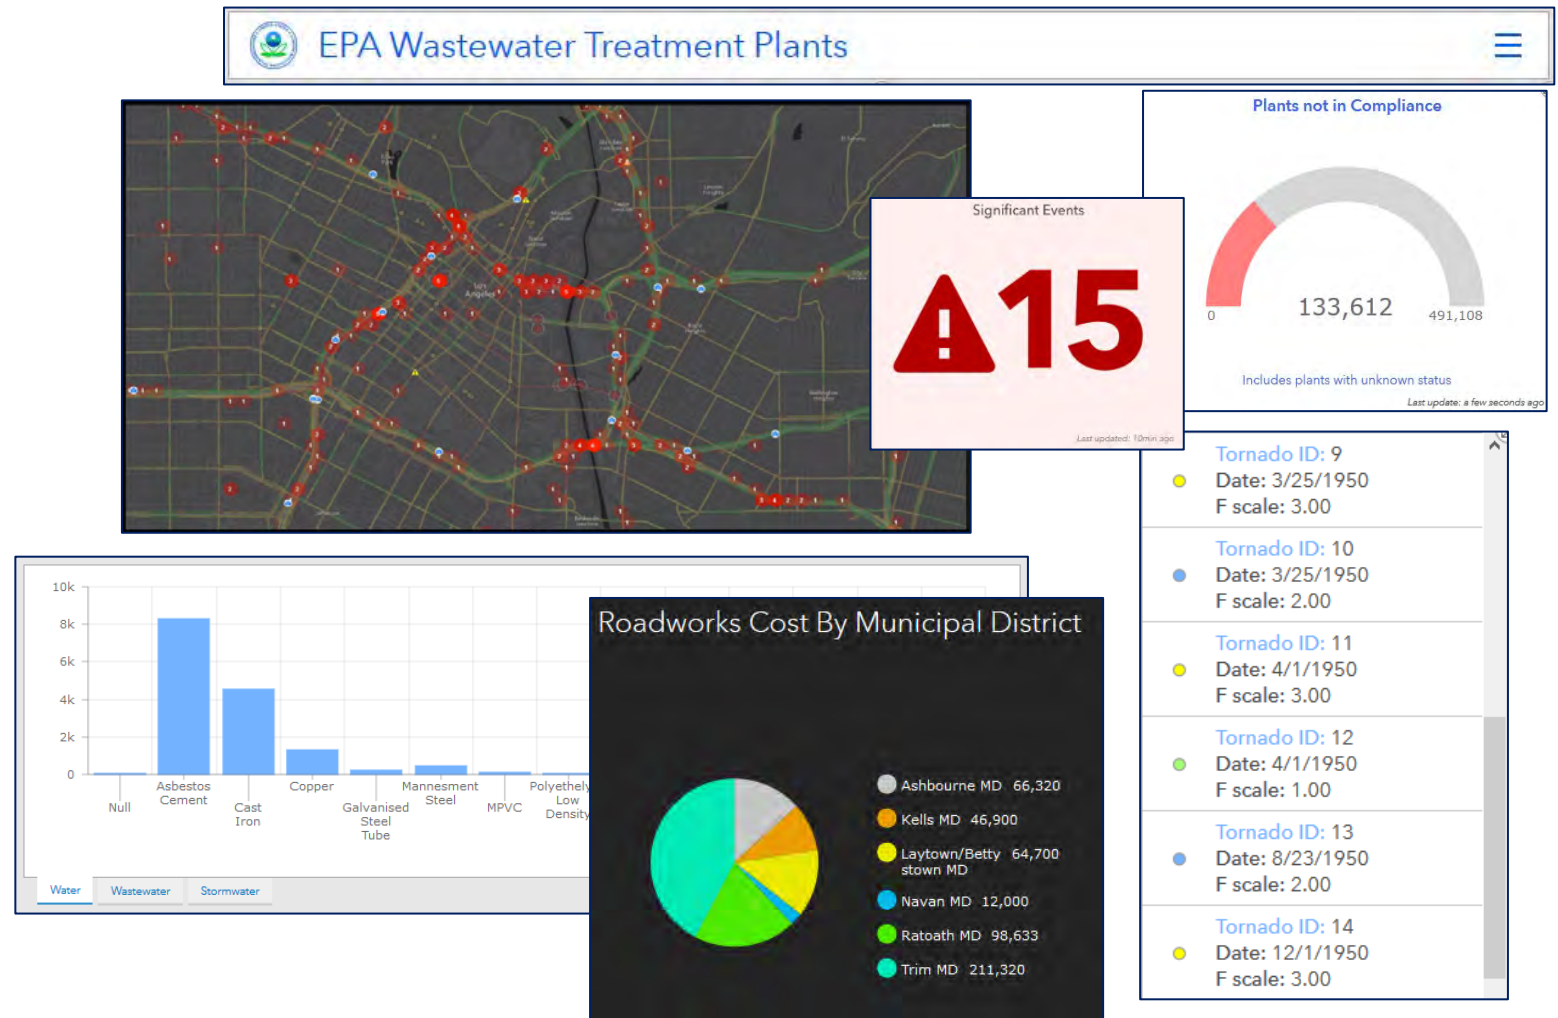 EPA Wastewater Treatment Plants
Los
Angeles
Significant Events
15
Last updated: 10min ago
Plants not in Compliance
133,612
0
491,108
Includes plants with unknown status
Last update: a few seconds ago
Tornado ID: 9
Date: 3/25/1950
F scale: 3.00
Tornado ID: 10
Date: 3/25/1950
F scale: 2.00
Tornado ID: 11
Date: 4/1/1950
F scale: 3.00
Tornado ID: 12
Date: 4/1/1950
F scale: 1.00
Tornado ID: 13
Date: 8/23/1950
F scale: 2.00
Tornado ID: 14
Date: 12/1/1950
F scale: 3.00
10k
8k
6k
4k
2k
0
Null
Asbestos
Cement
Cast
Iron
Copper
Galvanised
Steel
Tube
Mannesment
Steel
MPVC
Polyethely
Low
Density
Water
Wastewater
Stormwater
Roadworks Cost By Municipal District
Ashbourne MD 66,320
Kells MD 46,900
Laytown/Betty 64,700
stown MD
Navan MD 12,000
Ratoath MD 98,633
Trim MD 211,320